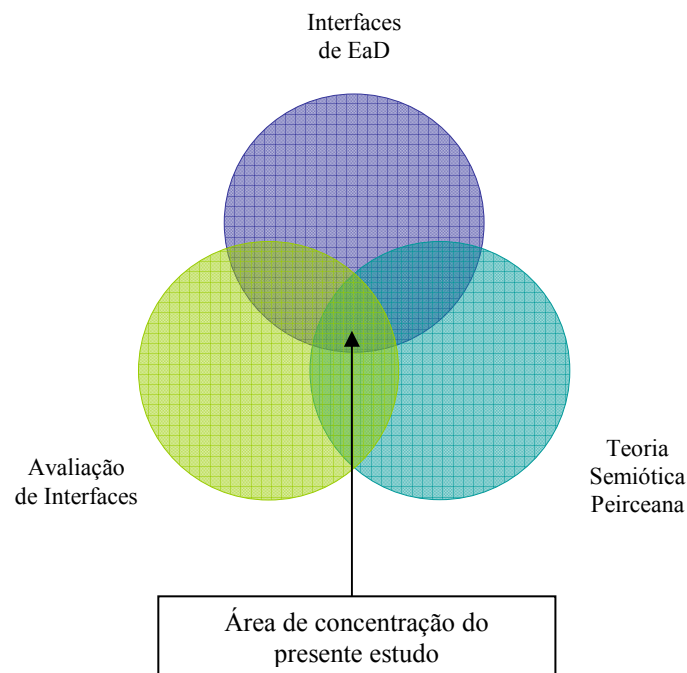 Interfaces
de EaD
Avaliação
de Interfaces
Teoria
Semiótica
Peirceana
Área de concentração do
presente estudo